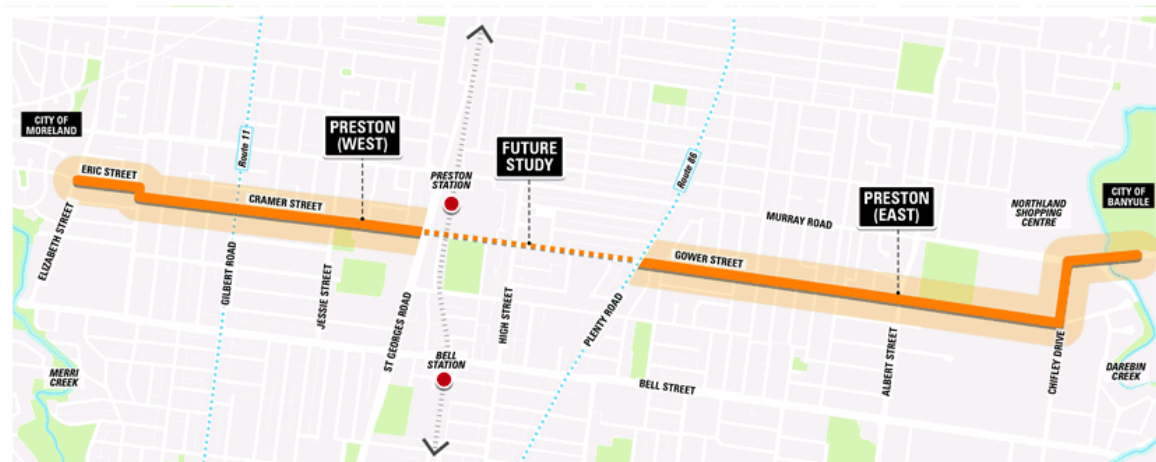 CITY OF
MORELAND
ERIC STREET
ELIZABETH STREET
Route 11
CRAMER STREET
GILBERT ROAD
JESSIE STREET
PRESTON
(WEST)
ST GEORGES ROAD
PRESTON
STATION
BELL
STATION
FUTURE
STUDY
HIGH STREET
PLENTY ROAD
Route 86
GOWER STREET
BELL STREET
MURRAY ROAD
PRESTON
(EAST)
ALBERT STREET
NORTHLAND
SHOPPING
CENTRE
CHIFLEY DRIVE
CITY OF
BANYULE
DAREBIN
CREEK
MERRI
CREEK